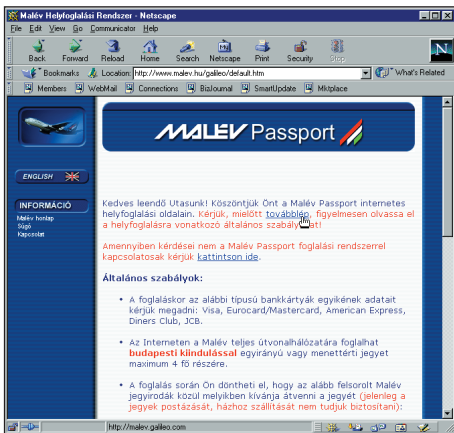 Malév Helyfoglalási Rendszer - Netscape
File Edit View Go Communicator Help
Back Forward Reload Home Search Netscape Print Security Stop
Bookmarks Location: http://www.malev.hu/galileo/default.htm What's Related
Members WebMail Connections BizJournal SmartUpdate Mktplace
MALÉV Passport
ENGLISH
INFORMÁCIÓ
Malév honlap
Súgó
Kapcsolat
Kedves leendő Utasunk! Köszöntjük Önt a Malév Passport internetes
helyfoglalási oldalain. Kérjük, mielőtt továbblép, figyelmesen olvassa el
a helyfoglalásra vonatkozó általános szabályokat!
Amennyiben kérdései nem a Malév Passport foglalási rendszerrel
kapcsolatosak kérjük kattintson ide.
Általános szabályok:
• A foglaláskor az alábbi típusú bankkártyák egyikének adatait
kérjük megadni: Visa, Eurocard/Mastercard, American Express,
Diners Club, JCB.
• Az Interneten a Malév teljes útvonalhálózatára foglalhat
budapesti kiindulással egyirányú vagy menettérti jegyet
maximum 4 fő részére.
• A foglalás során Ön döntheti el, hogy az alább felsorolt Malév
jegyirodák közül melyikben kívánja átvenni a jegyét (jelenleg a
jegyek postázását, házhoz szállítását nem tudjuk biztosítani):
http://malev.galileo.com